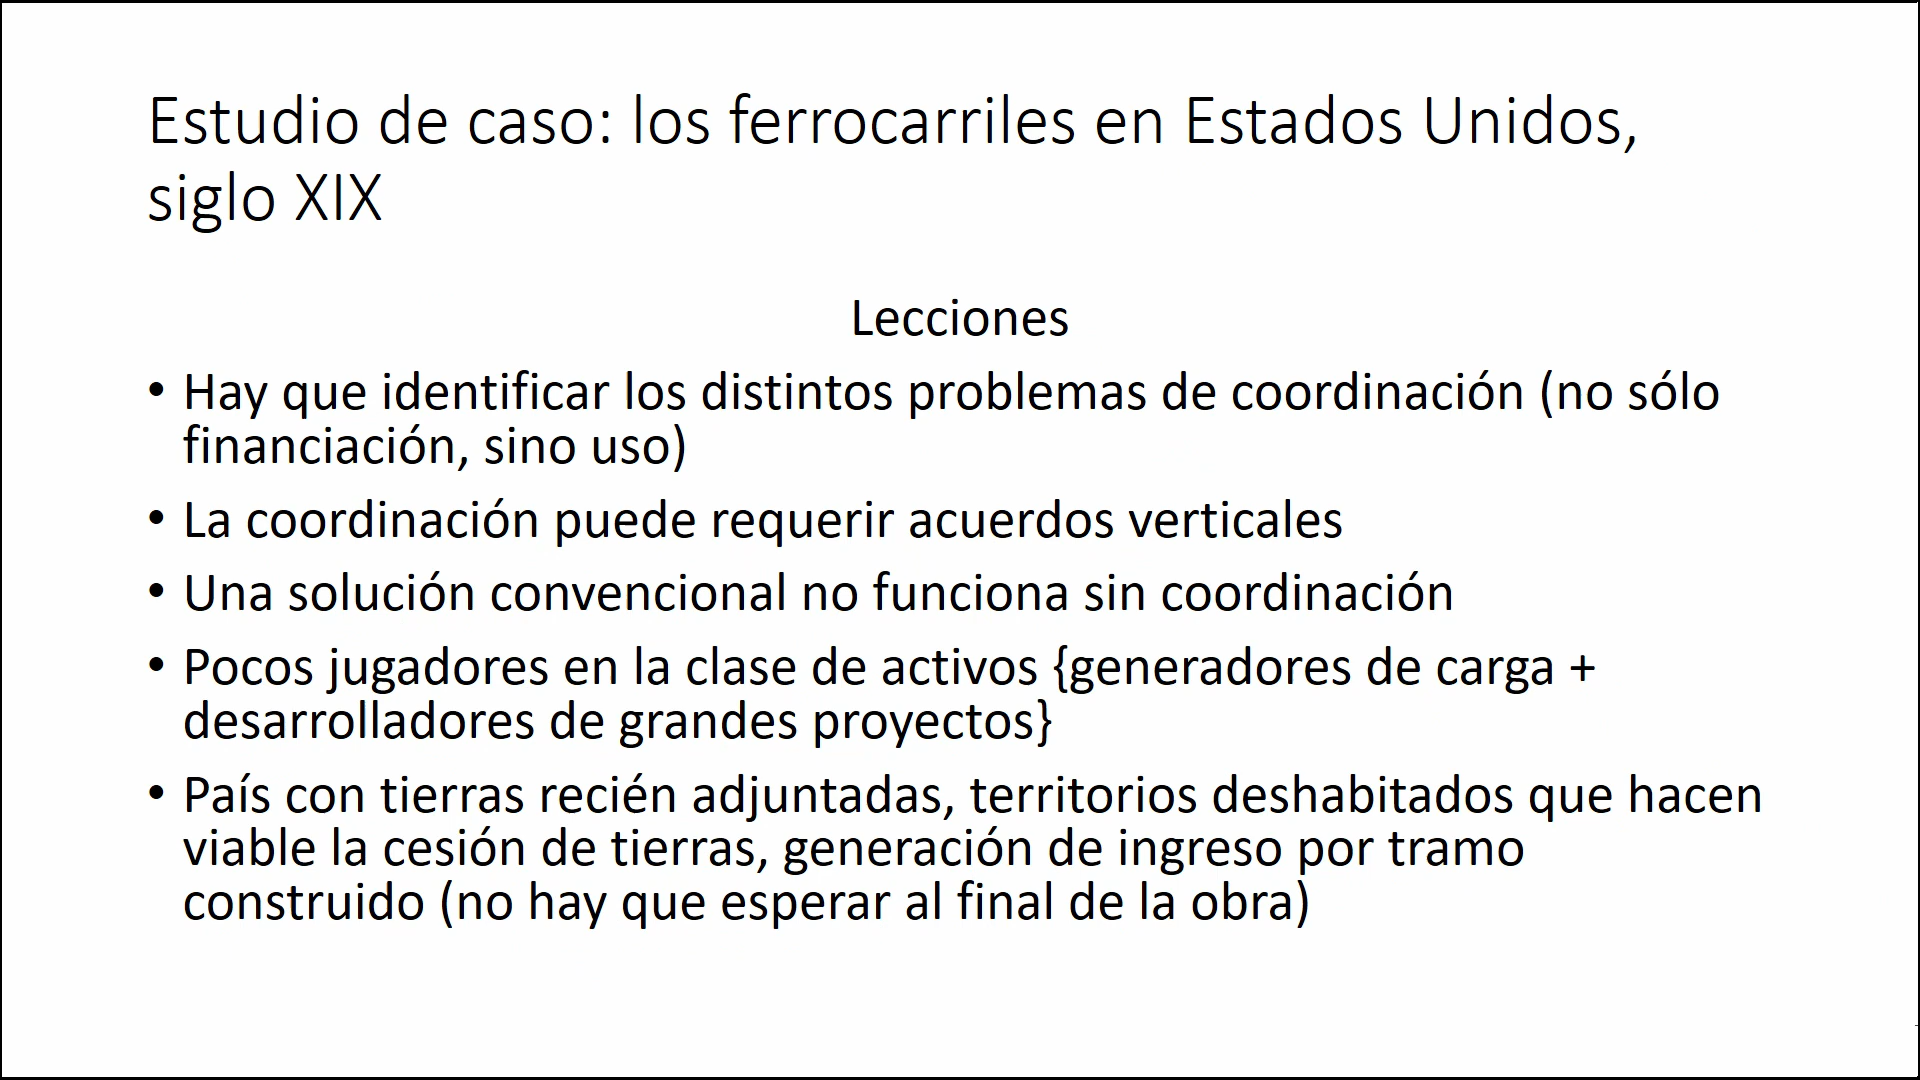 Estudio de caso: los ferrocarriles en Estados Unidos,
siglo XIX
Lecciones
• Hay que identificar los distintos problemas de coordinación (no sólo
financiación, sino uso)
• La coordinación puede requerir acuerdos verticales
• Una solución convencional no funciona sin coordinación
• Pocos jugadores en la clase de activos {generadores de carga +
desarrolladores de grandes proyectos}
• País con tierras recién adjuntadas, territorios deshabitados que hacen
viable la cesión de tierras, generación de ingreso por tramo
construido (no hay que esperar al final de la obra)